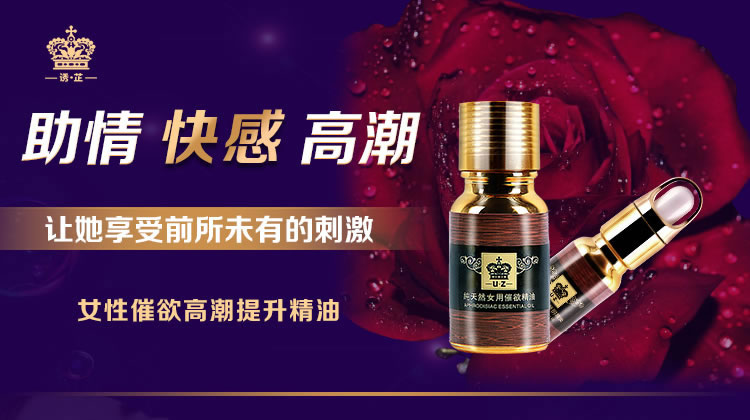 诱·芷
助情 快感 高潮
让她享受前所未有的刺激
女性催欲高潮提升精油
U·Z
纯天然女用催欲精油
APHRODISIAC ESSENTIAL OIL